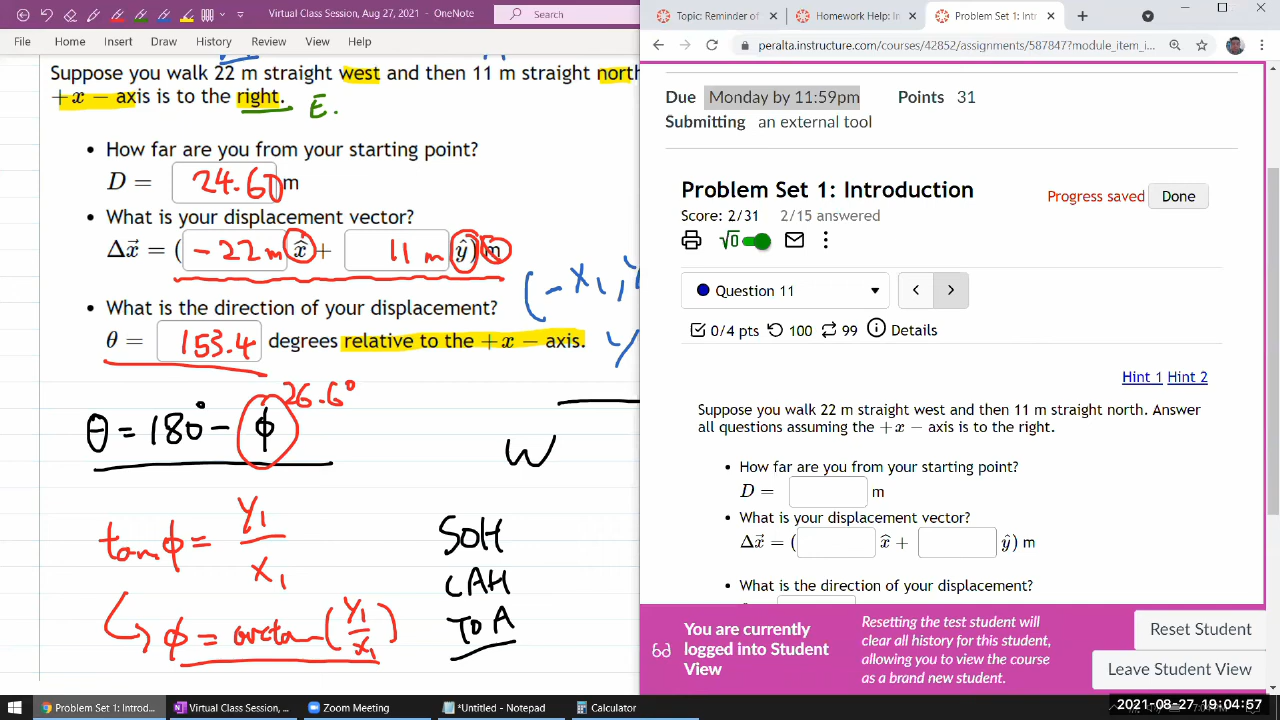 Virtual Class Session, Aug 27, 2021 - OneNote
Search
File Home Insert Draw History Review View Help
Suppose you walk 22 m straight west and then 11 m straight nort
+x − axis is to the right. E.
• How far are you from your starting point?
D = 24.60 m
• What is your displacement vector?
Δx⃗ = ( -22 m x̂ + 11 m ŷ) m
(-x₁, y
• What is the direction of your displacement?
θ = 153.4 degrees relative to the +x − axis.
y
26.6°
θ = 180° - ϕ
W
tanϕ = y₁/x₁
SOH
CAH
TOA
ϕ = arctan(y₁/x₁)
Topic: Reminder of
Homework Help: In
Problem Set 1: Intr
peralta.instructure.com/courses/42852/assignments/587847?module_item_i...
Due Monday by 11:59pm Points 31
Submitting an external tool
Problem Set 1: Introduction
Progress saved Done
Score: 2/31 2/15 answered
√0
Question 11
0/4 pts 100 99 Details
Hint 1 Hint 2
Suppose you walk 22 m straight west and then 11 m straight north. Answer
all questions assuming the +x − axis is to the right.
• How far are you from your starting point?
D = m
• What is your displacement vector?
Δx⃗ = ( x̂ + ŷ) m
• What is the direction of your displacement?
You are currently
logged into Student
View
Resetting the test student will
clear all history for this student,
allowing you to view the course
as a brand new student.
Reset Student
Leave Student View
Problem Set 1: Introd...
Virtual Class Session,...
Zoom Meeting
*Untitled - Notepad
Calculator
2021-08-27 19:04:57